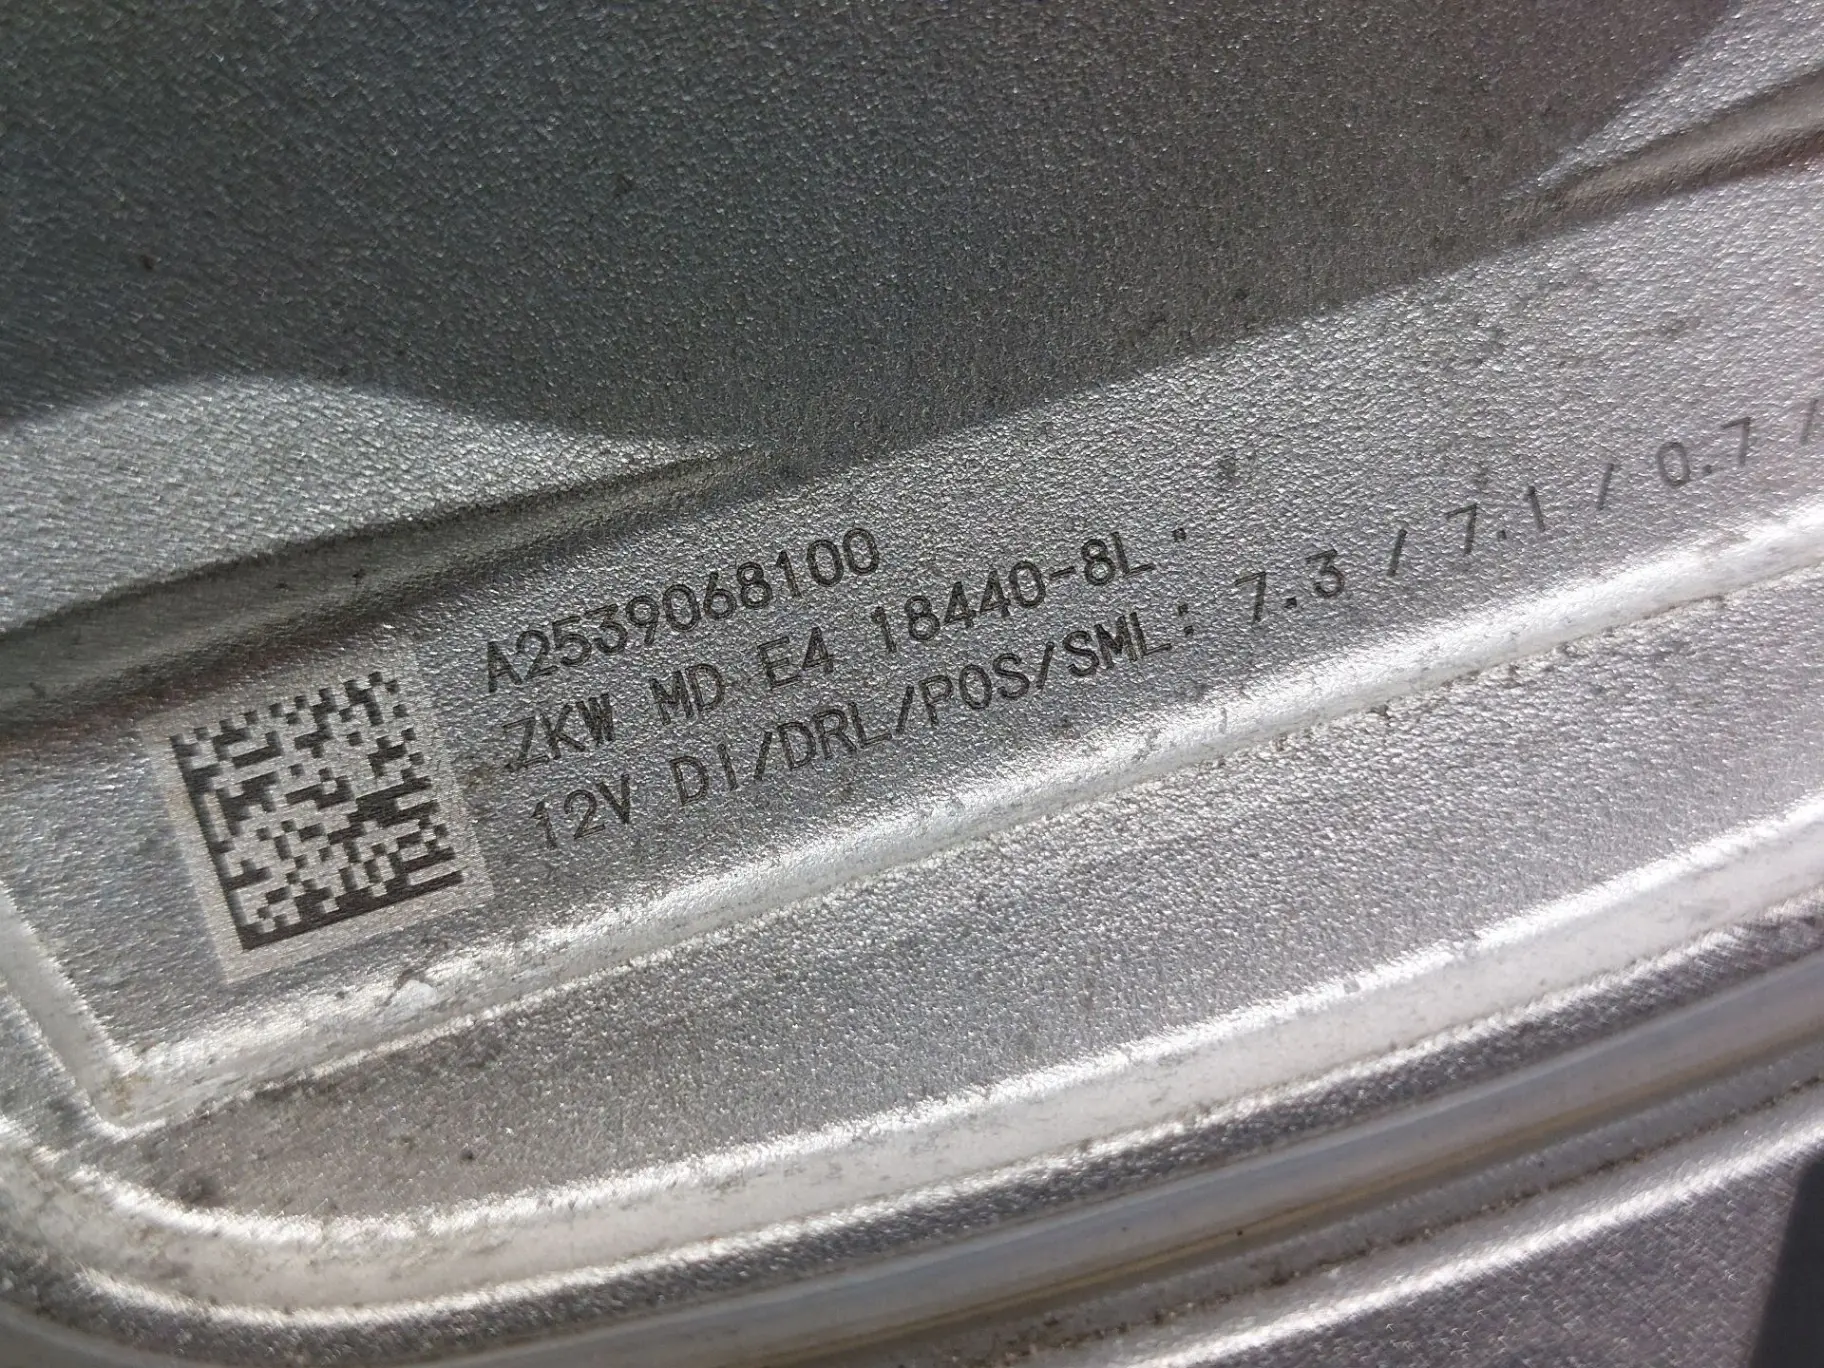 A2539068100
ZKW MD E4 18440-8L
12V DI/DRL/POS/SML: 7.3 / 7.1 / 0.7 /